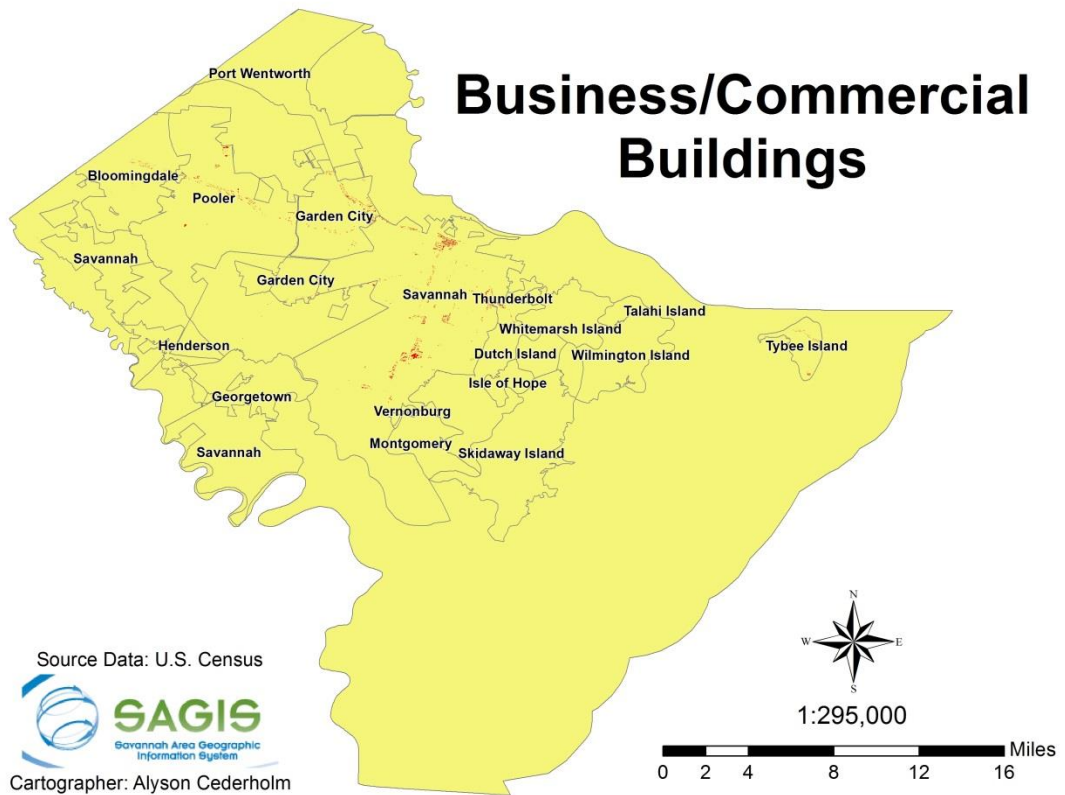 Business/Commercial
Buildings
Port Wentworth
Bloomingdale
Pooler
Garden City
Savannah
Garden City
Savannah
Thunderbolt
Talahi Island
Whitemarsh Island
Henderson
Dutch Island
Wilmington Island
Tybee Island
Isle of Hope
Georgetown
Vernonburg
Montgomery
Savannah
Skidaway Island
N
W
E
S
1:295,000
Miles
0 2 4 8 12 16
Source Data: U.S. Census
SAGIS
Savannah Area Geographic
Information System
Cartographer: Alyson Cederholm